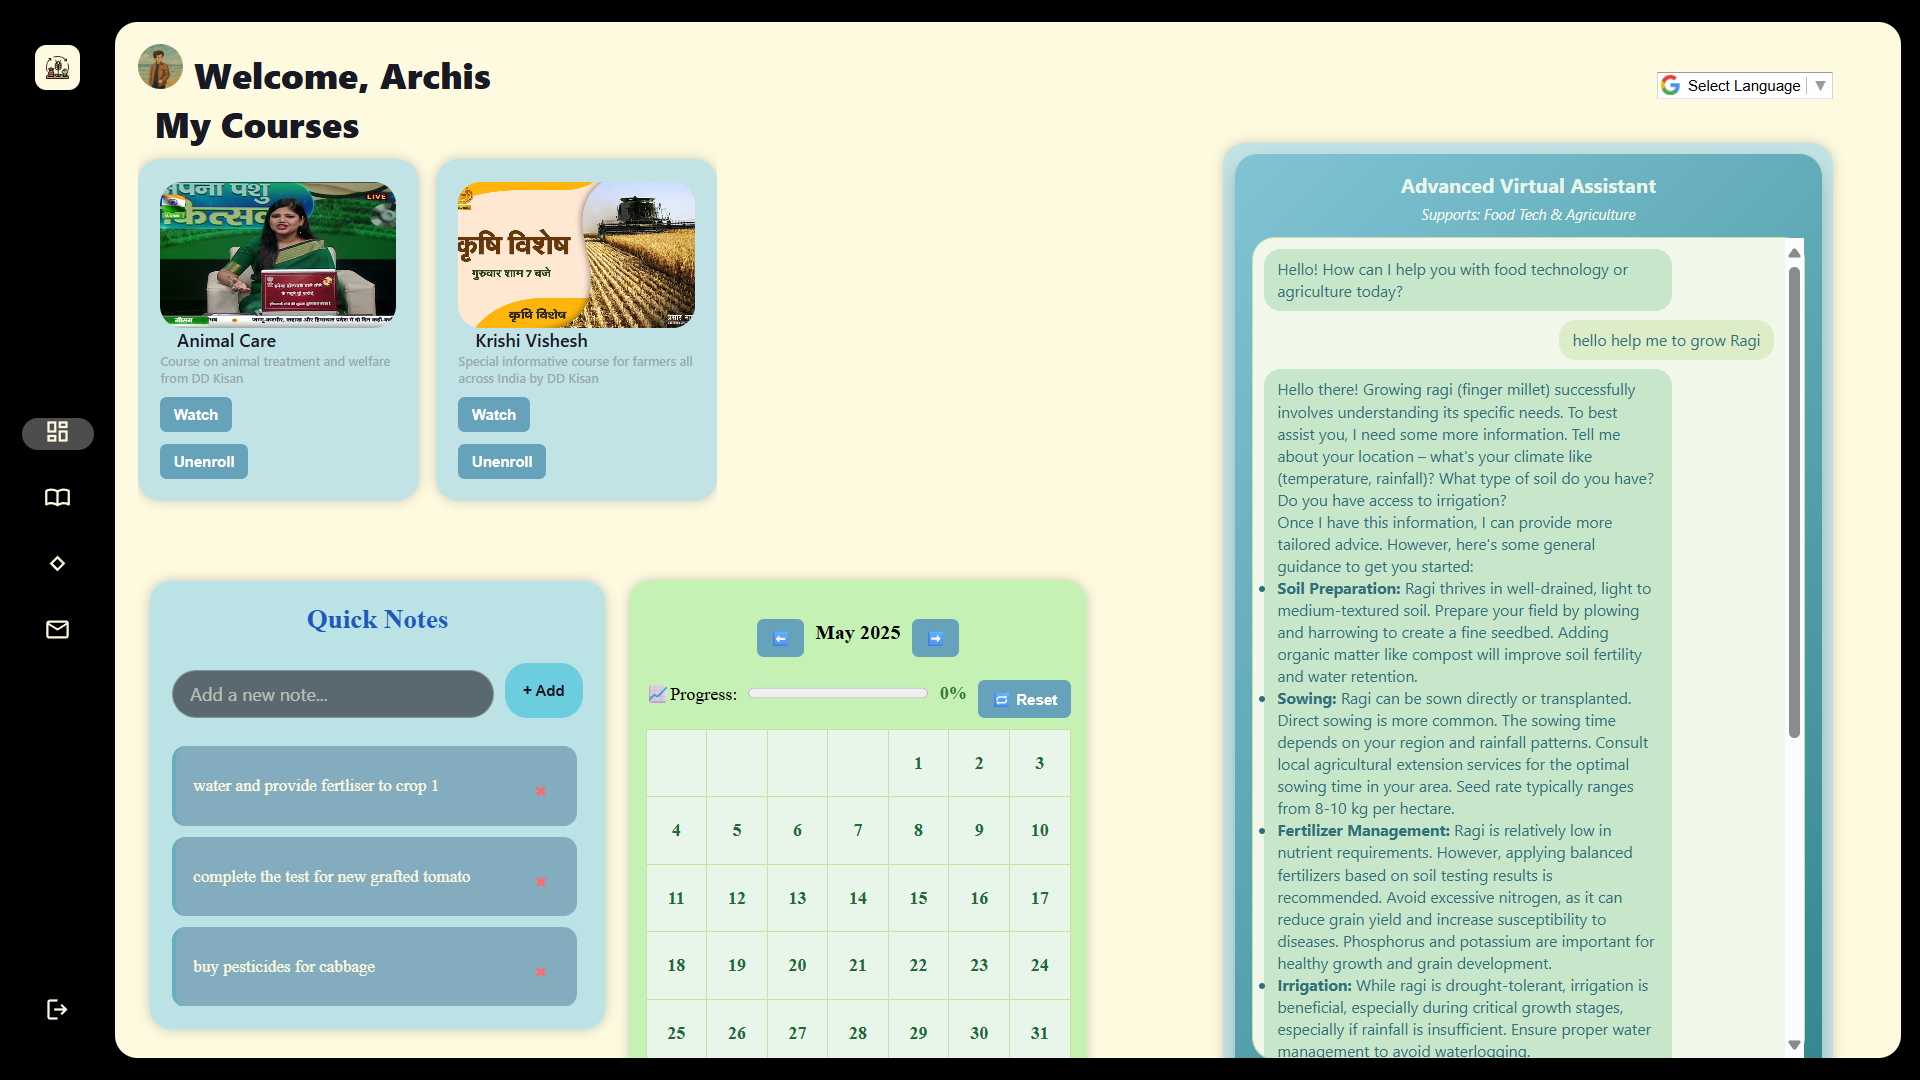 Welcome, Archis
Select Language
My Courses
LIVE
कृषि विशेष
गुरुवार शाम 7 बजे
कृषि विशेष
Animal Care
Course on animal treatment and welfare
from DD Kisan
Watch
Unenroll
Krishi Vishesh
Special informative course for farmers all
across India by DD Kisan
Watch
Unenroll
Quick Notes
Add a new note...
+ Add
water and provide fertliser to crop 1
complete the test for new grafted tomato
buy pesticides for cabbage
May 2025
Progress:
0%
Reset
1 2 3
4 5 6 7 8 9 10
11 12 13 14 15 16 17
18 19 20 21 22 23 24
25 26 27 28 29 30 31
Advanced Virtual Assistant
Supports: Food Tech & Agriculture
Hello! How can I help you with food technology or
agriculture today?
hello help me to grow Ragi
Hello there! Growing ragi (finger millet) successfully
involves understanding its specific needs. To best
assist you, I need some more information. Tell me
about your location – what's your climate like
(temperature, rainfall)? What type of soil do you have?
Do you have access to irrigation?
Once I have this information, I can provide more
tailored advice. However, here's some general
guidance to get you started:
• Soil Preparation: Ragi thrives in well-drained, light to
medium-textured soil. Prepare your field by plowing
and harrowing to create a fine seedbed. Adding
organic matter like compost will improve soil fertility
and water retention.
• Sowing: Ragi can be sown directly or transplanted.
Direct sowing is more common. The sowing time
depends on your region and rainfall patterns. Consult
local agricultural extension services for the optimal
sowing time in your area. Seed rate typically ranges
from 8-10 kg per hectare.
• Fertilizer Management: Ragi is relatively low in
nutrient requirements. However, applying balanced
fertilizers based on soil testing results is
recommended. Avoid excessive nitrogen, as it can
reduce grain yield and increase susceptibility to
diseases. Phosphorus and potassium are important for
healthy growth and grain development.
• Irrigation: While ragi is drought-tolerant, irrigation is
beneficial, especially during critical growth stages,
especially if rainfall is insufficient. Ensure proper water
management to avoid waterlogging.